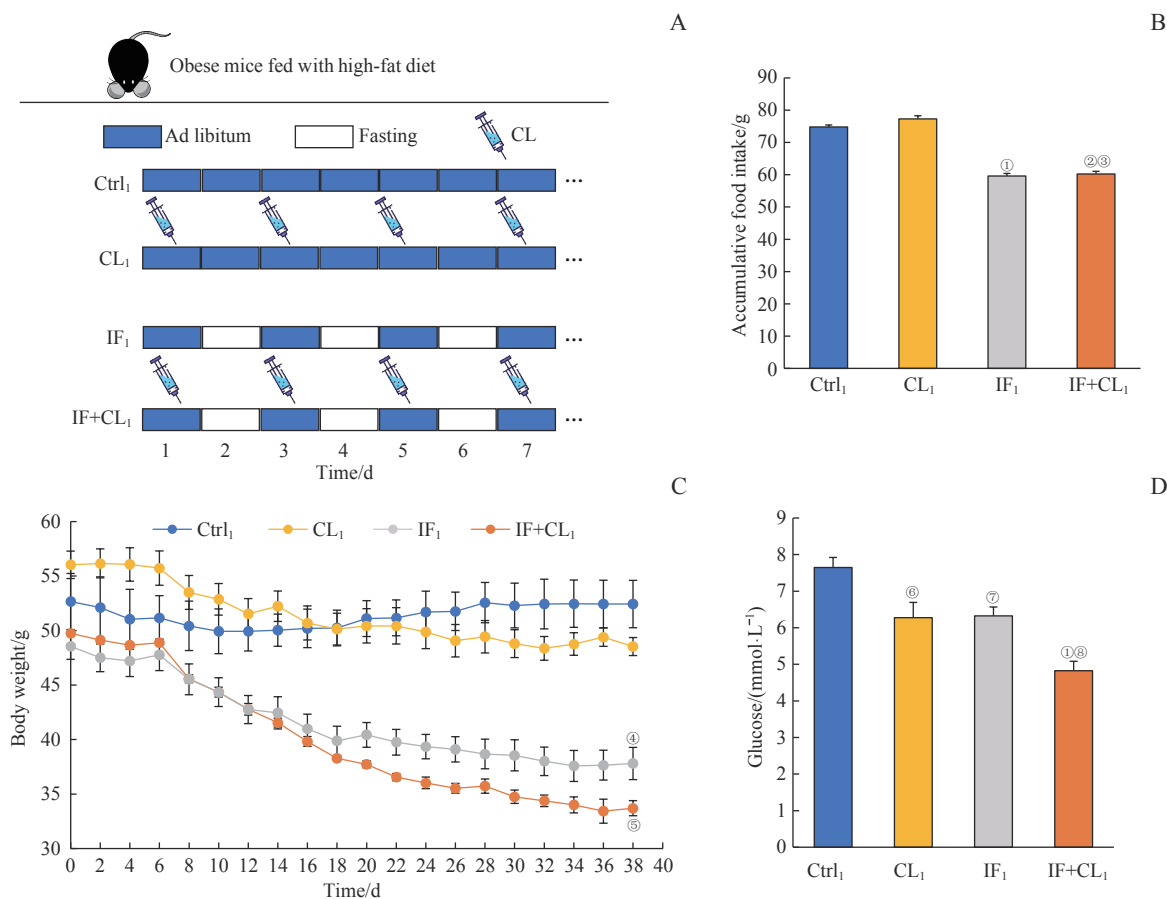 A
Obese mice fed with high-fat diet
Ad libitum
Fasting
CL
Ctrl₁
...
CL₁
...
IF₁
...
IF+CL₁
...
1 2 3 4 5 6 7
Time/d
B
Accumulative food intake/g
90
80
70
60
50
40
30
20
10
0
①
②③
Ctrl₁ CL₁ IF₁ IF+CL₁
C
Body weight/g
60
55
50
45
40
35
30
Ctrl₁ CL₁ IF₁ IF+CL₁
④
⑤
0 2 4 6 8 10 12 14 16 18 20 22 24 26 28 30 32 34 36 38 40
Time/d
D
Glucose/(mmol·L⁻¹)
9
8
7
6
5
4
3
2
1
0
⑥
⑦
①⑧
Ctrl₁ CL₁ IF₁ IF+CL₁